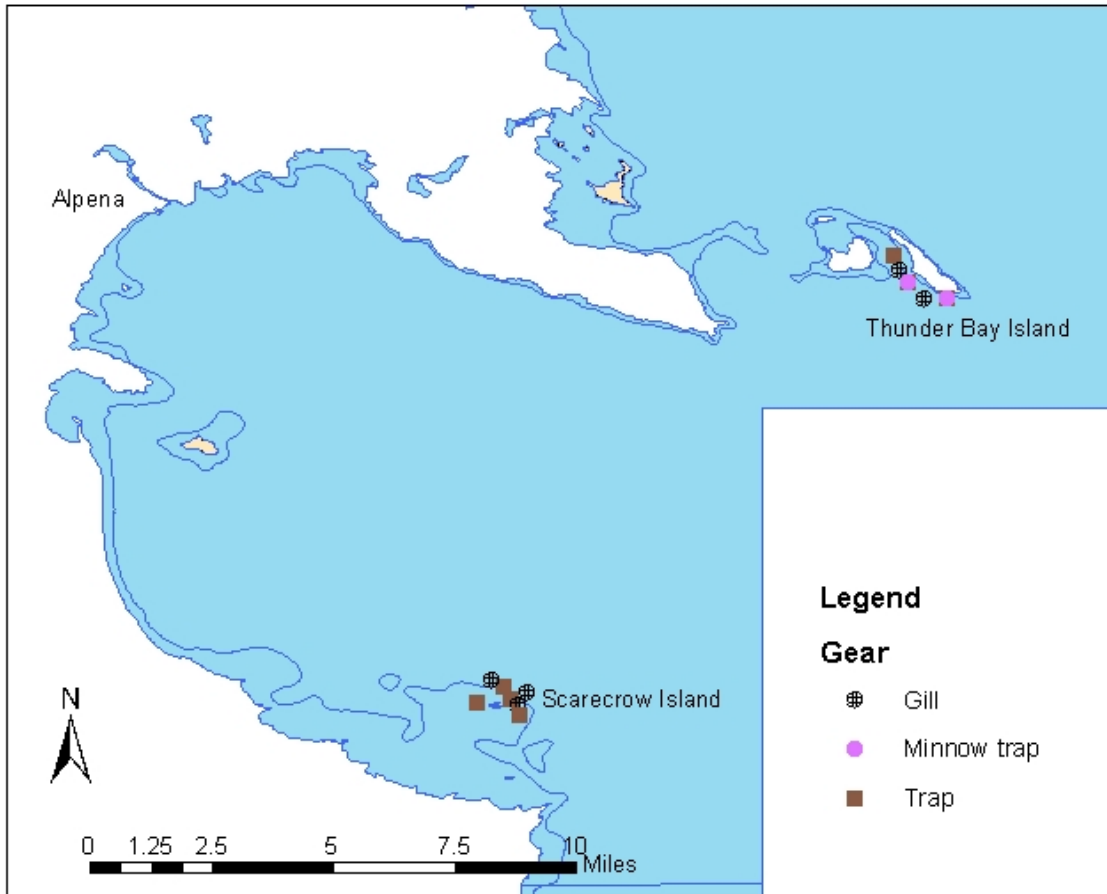 Alpena
Thunder Bay Island
Legend
Gear
Gill
Minnow trap
Trap
Scarecrow Island
N
0 1.25 2.5 5 7.5 10
Miles